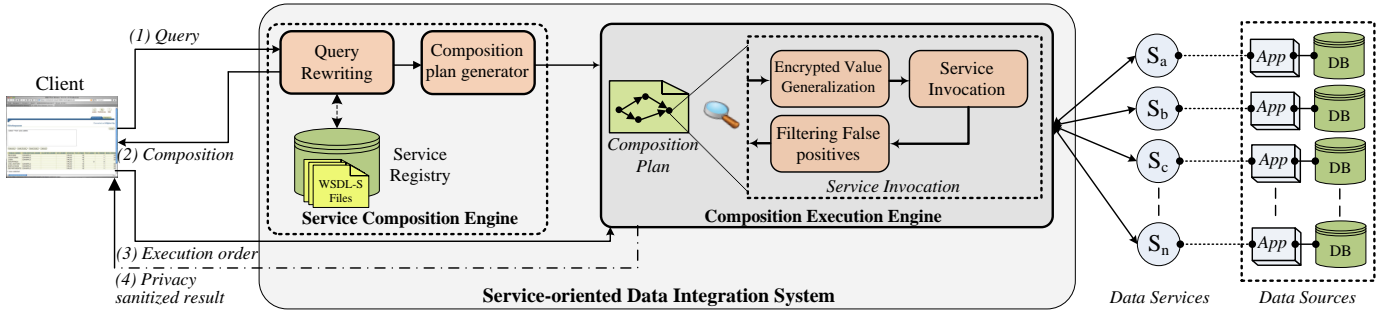 (1) Query
Client
(2) Composition
(3) Execution order
(4) Privacy
sanitized result
Query
Rewriting
Composition
plan generator
Service
Registry
WSDL-S
Files
Service Composition Engine
Composition
Plan
Encrypted Value
Generalization
Service
Invocation
Filtering False
positives
Service Invocation
Composition Execution Engine
Service-oriented Data Integration System
Sa
Sb
Sc
Sn
Data Services
App
DB
App
DB
App
DB
App
DB
Data Sources